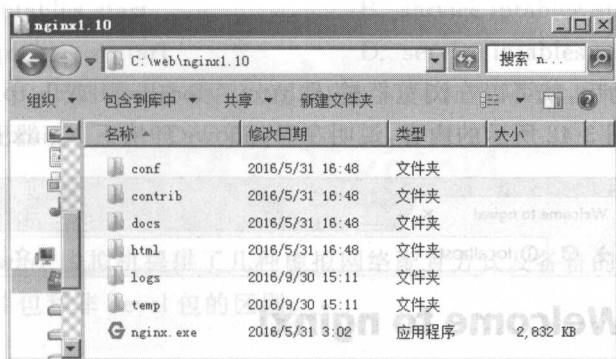 nginx1.10
C:\web\nginx1.10
搜索 n...
组织 包含到库中 共享 新建文件夹
名称 修改日期 类型 大小
conf 2016/5/31 16:48 文件夹
contrib 2016/5/31 16:48 文件夹
docs 2016/5/31 16:48 文件夹
html 2016/5/31 16:48 文件夹
logs 2016/9/30 15:11 文件夹
temp 2016/9/30 15:11 文件夹
nginx.exe 2016/5/31 3:02 应用程序 2,832 KB